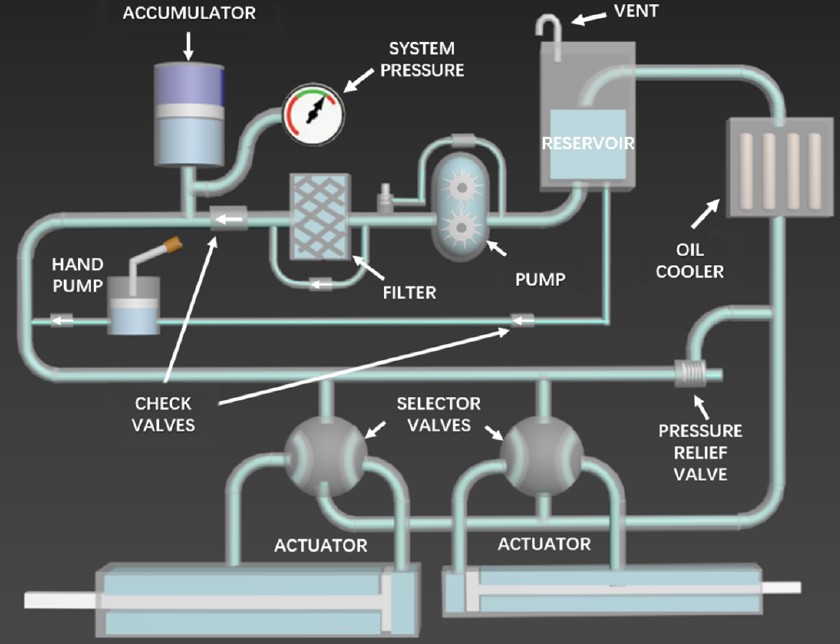 ACCUMULATOR
VENT
SYSTEM
PRESSURE
RESERVOIR
OIL
COOLER
HAND
PUMP
FILTER
PUMP
CHECK
VALVES
SELECTOR
VALVES
PRESSURE
RELIEF
VALVE
ACTUATOR
ACTUATOR